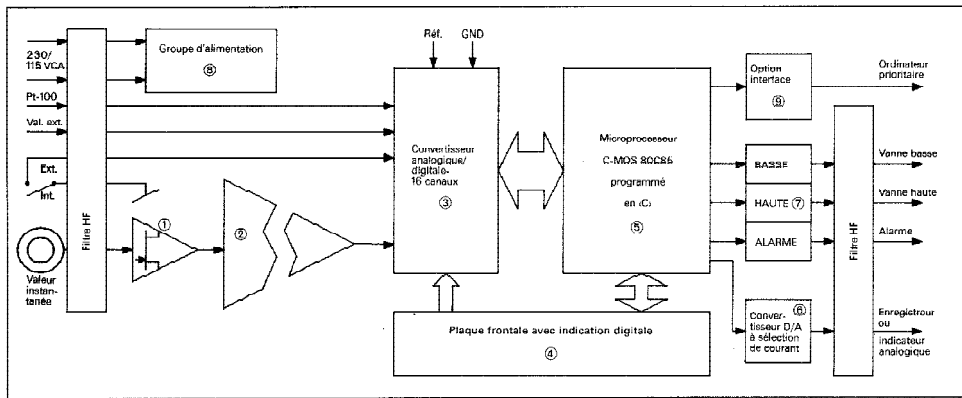 Réf.
GND
Groupe d'alimentation
⑧
230/
115 VCA
Pt-100
Val. ext.
Ext.
Int.
Filtre HF
Valeur
instan-
tanée
①
②
Convertisseur
analogique/
digitale-
16 canaux
③
Microprocesseur
C-MOS 80C85
programmé
en ‹C›
⑤
Option
interface
⑨
Ordinateur
prioritaire
BASSE
HAUTE ⑦
ALARME
Filtre HF
Vanne basse
Vanne haute
Alarme
⑥
Conver-
tisseur D/A
à sélection
de courant
Enregistreur
ou
indicateur
analogique
Plaque frontale avec indication digitale
④